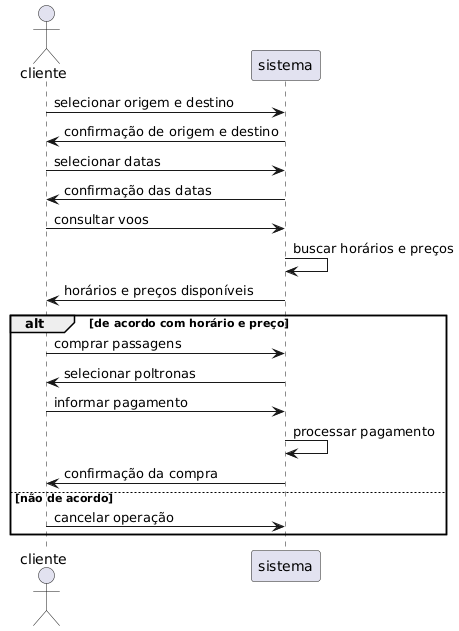 cliente
sistema
selecionar origem e destino
confirmação de origem e destino
selecionar datas
confirmação das datas
consultar voos
buscar horários e preços
horários e preços disponíveis
alt [de acordo com horário e preço]
comprar passagens
selecionar poltronas
informar pagamento
processar pagamento
confirmação da compra
[não de acordo]
cancelar operação
cliente
sistema